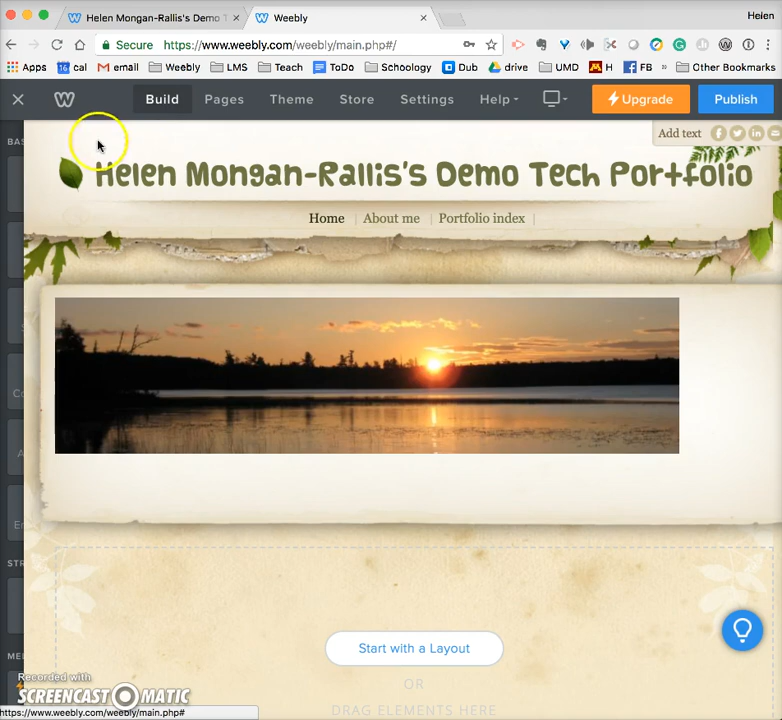 Helen Mongan-Rallis's Demo T
Weebly
Helen
Secure https://www.weebly.com/weebly/main.php#/
Apps cal email Weebly LMS Teach ToDo Schoology Dub drive UMD H FB » Other Bookmarks
Build Pages Theme Store Settings Help Upgrade Publish
BAS
Add text
Helen Mongan-Rallis's Demo Tech Portfolio
Home | About me | Portfolio index |
STR
Start with a Layout
OR
DRAG ELEMENTS HERE
Recorded with
SCREENCAST MATIC
https://www.weebly.com/weebly/main.php#